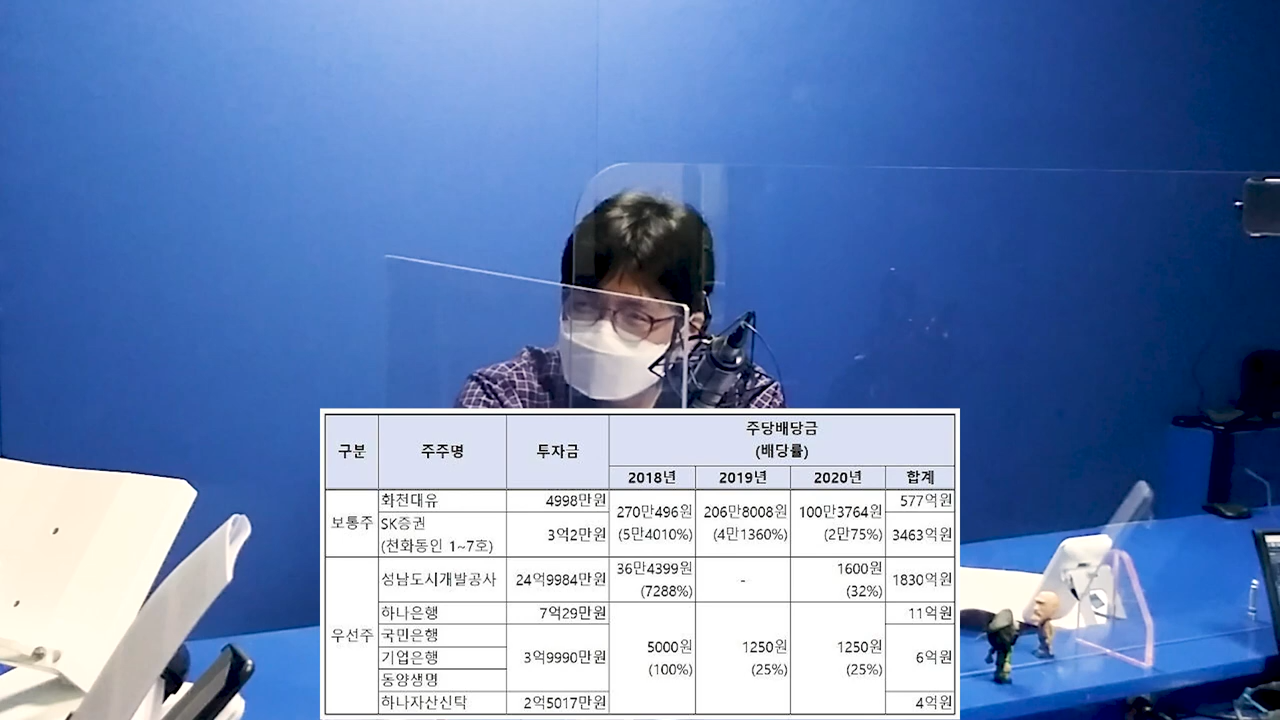 구분 주주명 투자금 주당배당금
(배당률)
2018년 2019년 2020년 합계
보통주 화천대유 4998만원 270만496원
(5만4010%) 206만8008원
(4만1360%) 100만3764원
(2만75%) 577억원
SK증권
(천화동인 1~7호) 3억2만원 3463억원
우선주 성남도시개발공사 24억9984만원 36만4399원
(7288%) - 1600원
(32%) 1830억원
하나은행 7억29만원 5000원
(100%) 1250원
(25%) 1250원
(25%) 11억원
국민은행 3억9990만원 6억원
기업은행
동양생명
하나자산신탁 2억5017만원 4억원